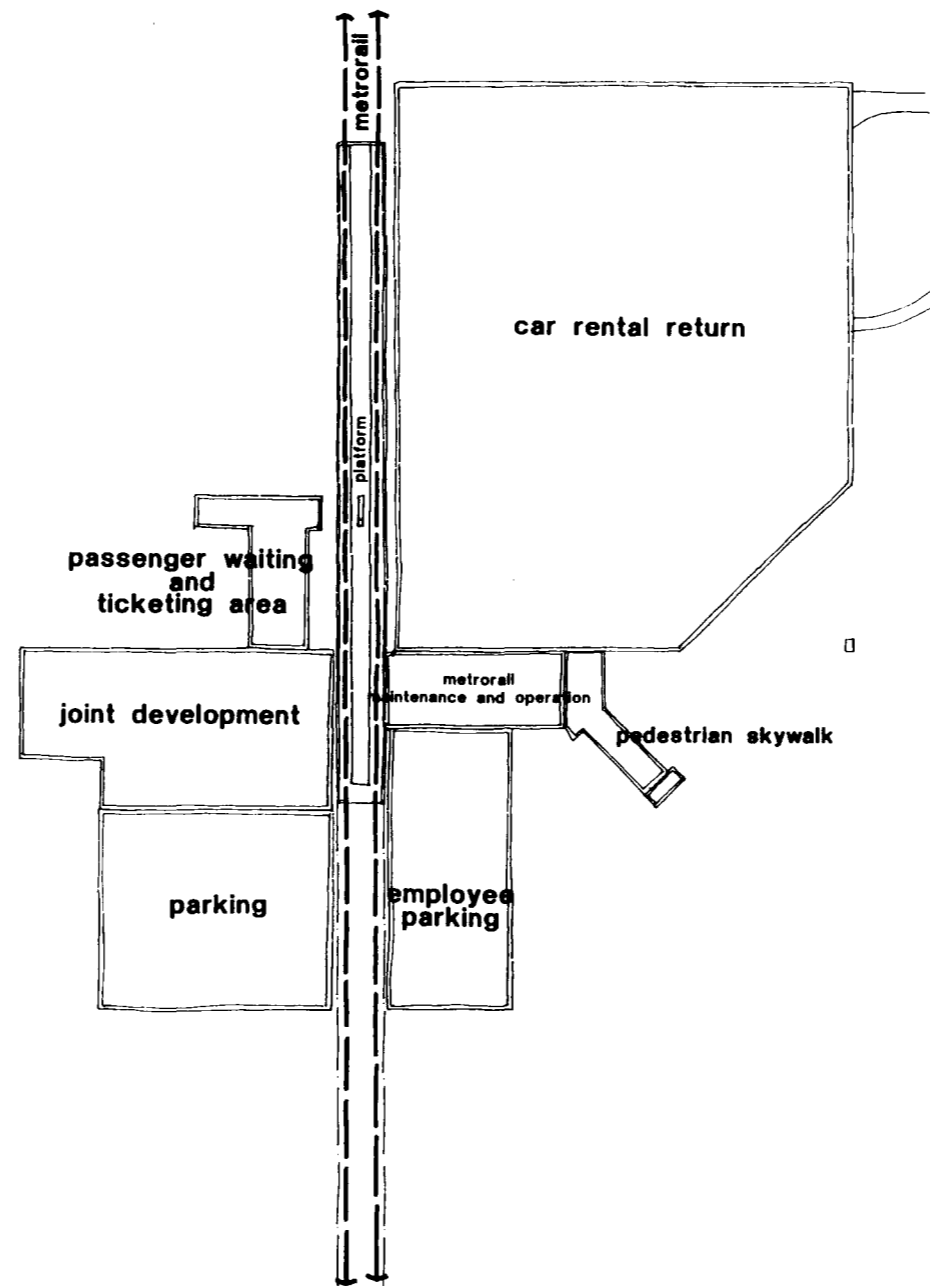 metrorail
car rental return
platform
passenger waiting
and
ticketing area
metrorail
maintenance and operation
joint development
pedestrian skywalk
parking
employee
parking